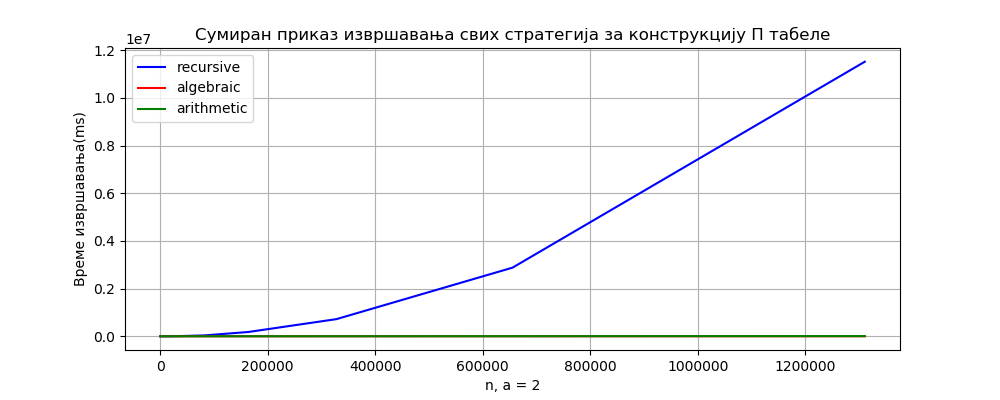 Сумиран приказ извршавања свих стратегија за конструкцију П табеле
1e7
1.2
1.0
0.8
0.6
0.4
0.2
0.0
Време извршавања(ms)
recursive
algebraic
arithmetic
0
200000
400000
600000
800000
1000000
1200000
n, a = 2